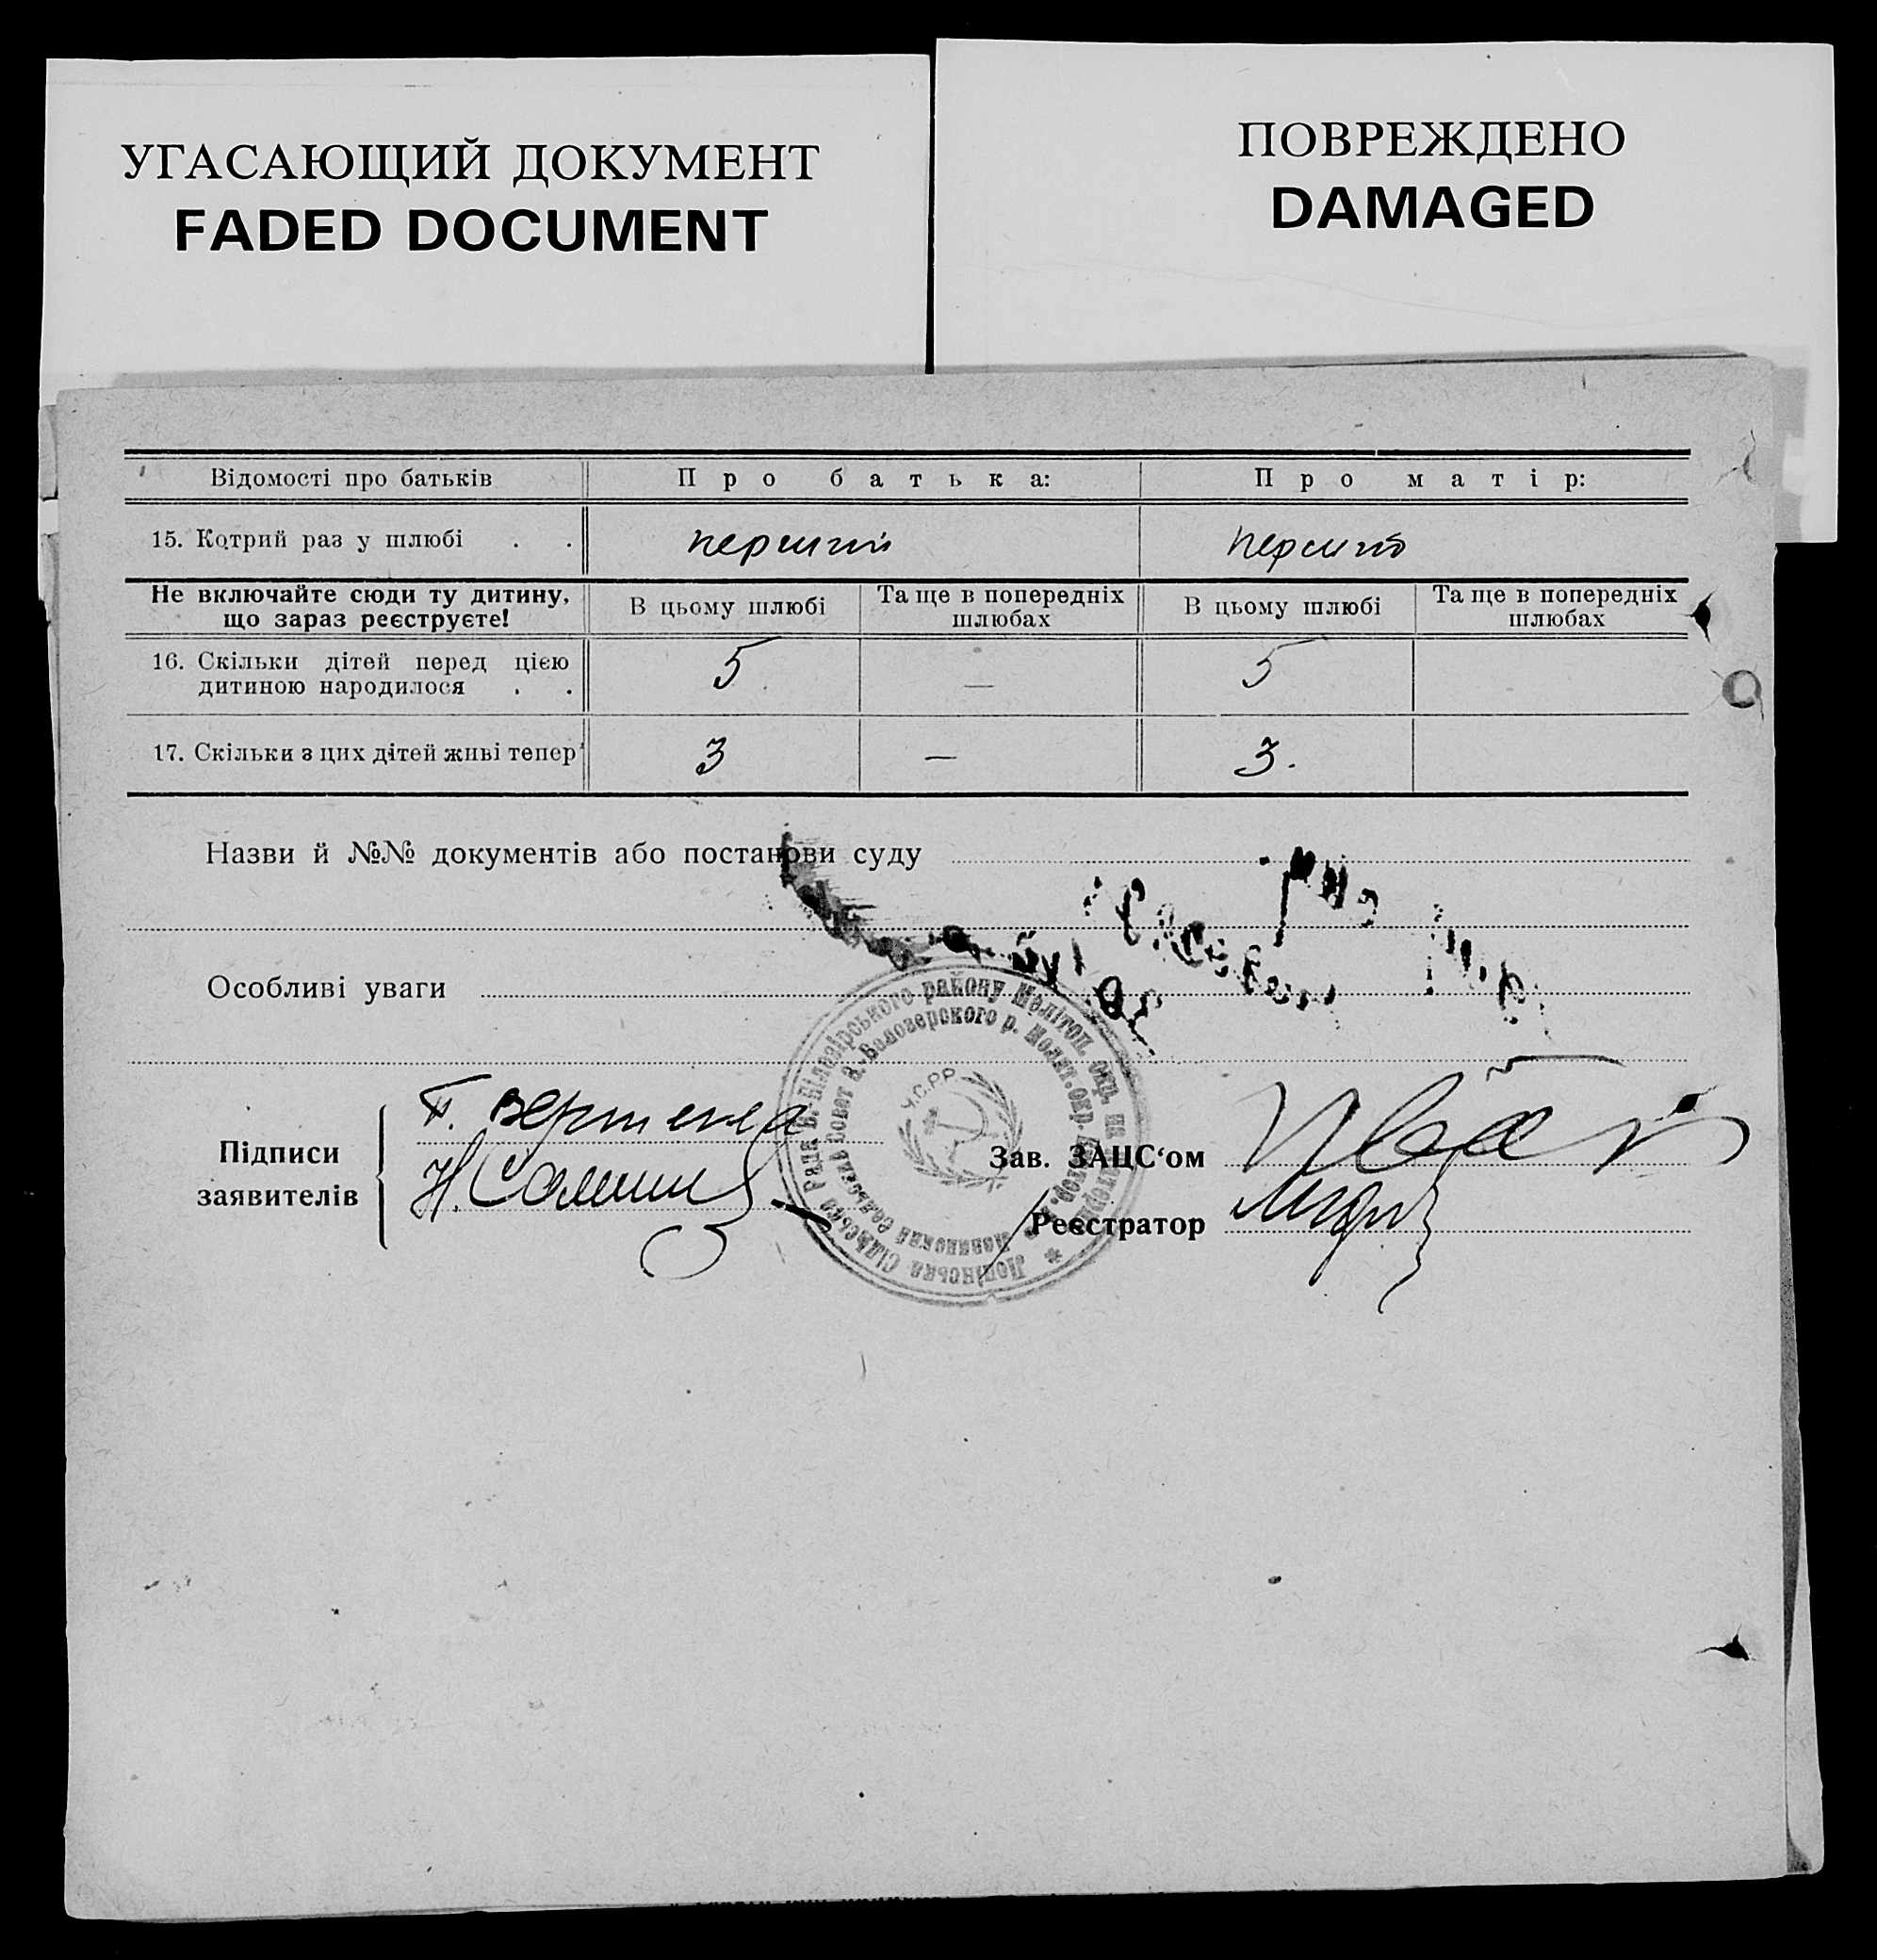 УГАСАЮЩИЙ ДОКУМЕНТ
FADED DOCUMENT
ПОВРЕЖДЕНО
DAMAGED
Відомості про батьків
Про батька:
Про матір:
15. Котрий раз у шлюбі . .
перший
перший
Не включайте сюди ту дитину,
що зараз реєструєте!
В цьому шлюбі
Та ще в попередніх
шлюбах
В цьому шлюбі
Та ще в попередніх
шлюбах
16. Скільки дітей перед цією
дитиною народилося . .
5
—
5
17. Скільки з цих дітей живі тепер
3
—
3.
Назви й №№ документів або постанови суду
Особливі уваги
Підписи
заявителів
Зав. ЗАЦС‘ом
Реєстратор
У.С.Р.Р.